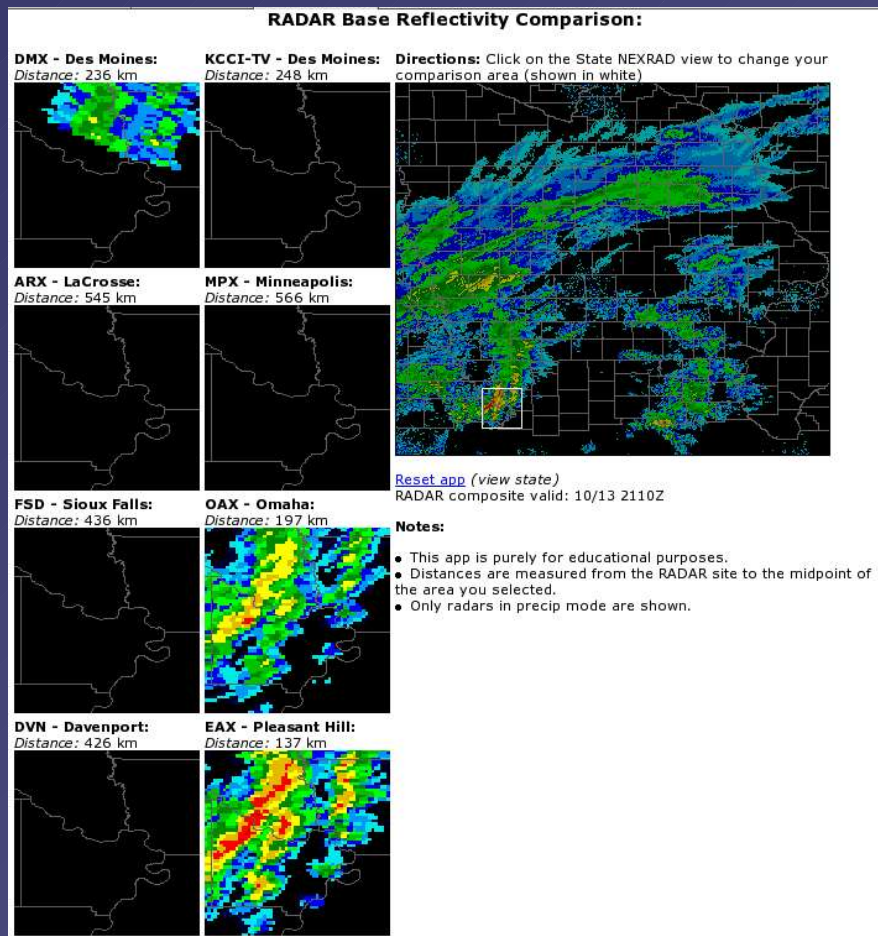 RADAR Base Reflectivity Comparison:
DMX - Des Moines:
Distance: 236 km
KCCI-TV - Des Moines:
Distance: 248 km
Directions: Click on the State NEXRAD view to change your
comparison area (shown in white)
ARX - LaCrosse:
Distance: 545 km
MPX - Minneapolis:
Distance: 566 km
Reset app (view state)
RADAR composite valid: 10/13 2110Z
FSD - Sioux Falls:
Distance: 436 km
OAX - Omaha:
Distance: 197 km
Notes:
• This app is purely for educational purposes.
• Distances are measured from the RADAR site to the midpoint of
the area you selected.
• Only radars in precip mode are shown.
DVN - Davenport:
Distance: 426 km
EAX - Pleasant Hill:
Distance: 137 km